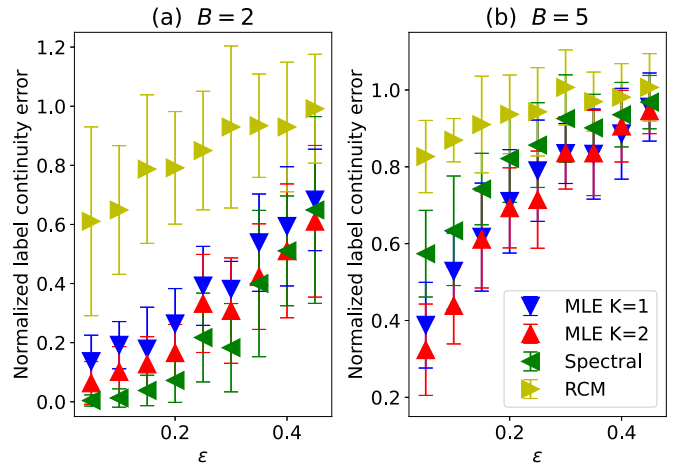 (a) B = 2
(b) B = 5
Normalized label continuity error
1.2
1.0
0.8
0.6
0.4
0.2
0.0
0.2
0.4
ε
Normalized label continuity error
1.0
0.8
0.6
0.4
0.2
0.2
0.4
ε
MLE K=1
MLE K=2
Spectral
RCM